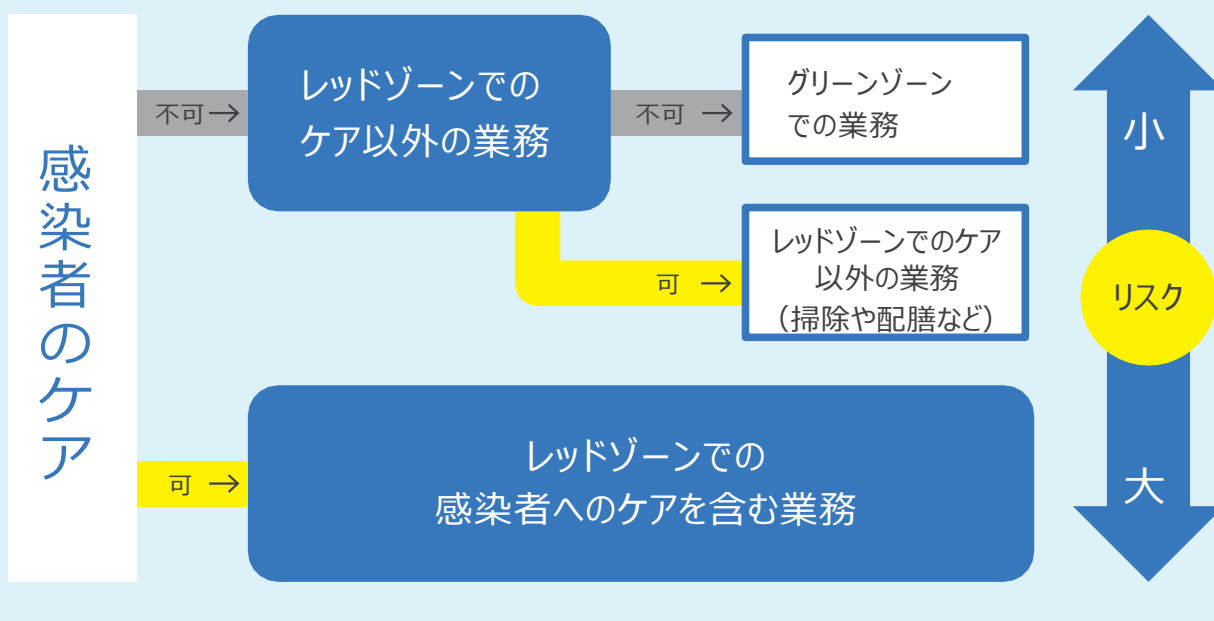 感染者のケア
不可→
レッドゾーンでの
ケア以外の業務
不可 →
グリーンゾーン
での業務
可 →
レッドゾーンでのケア
以外の業務
(掃除や配膳など)
可 →
レッドゾーンでの
感染者へのケアを含む業務
小
リスク
大